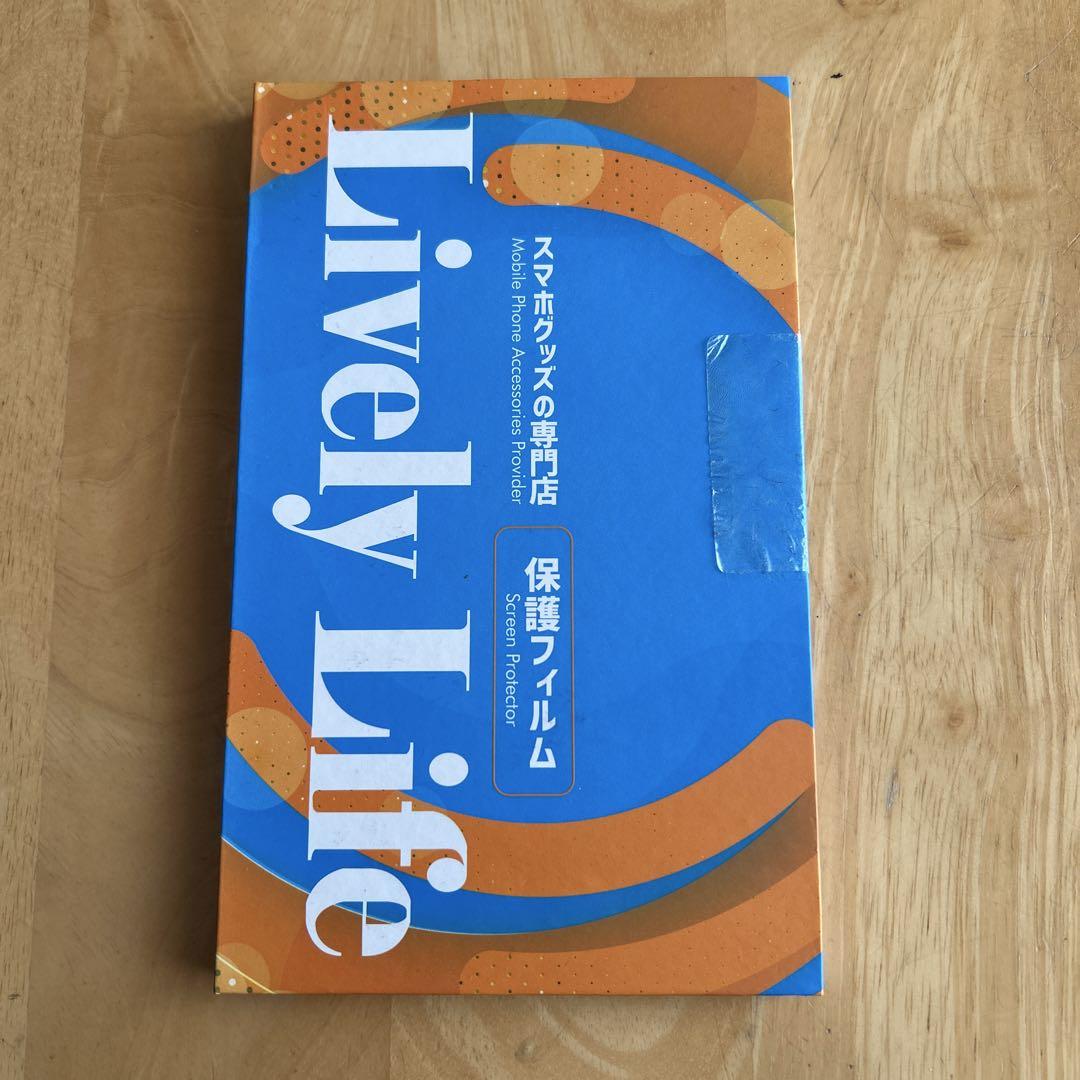 Lively Life
スマホグッズの専門店
Mobile Phone Accessories Provider
保護フィルム
Screen Protector